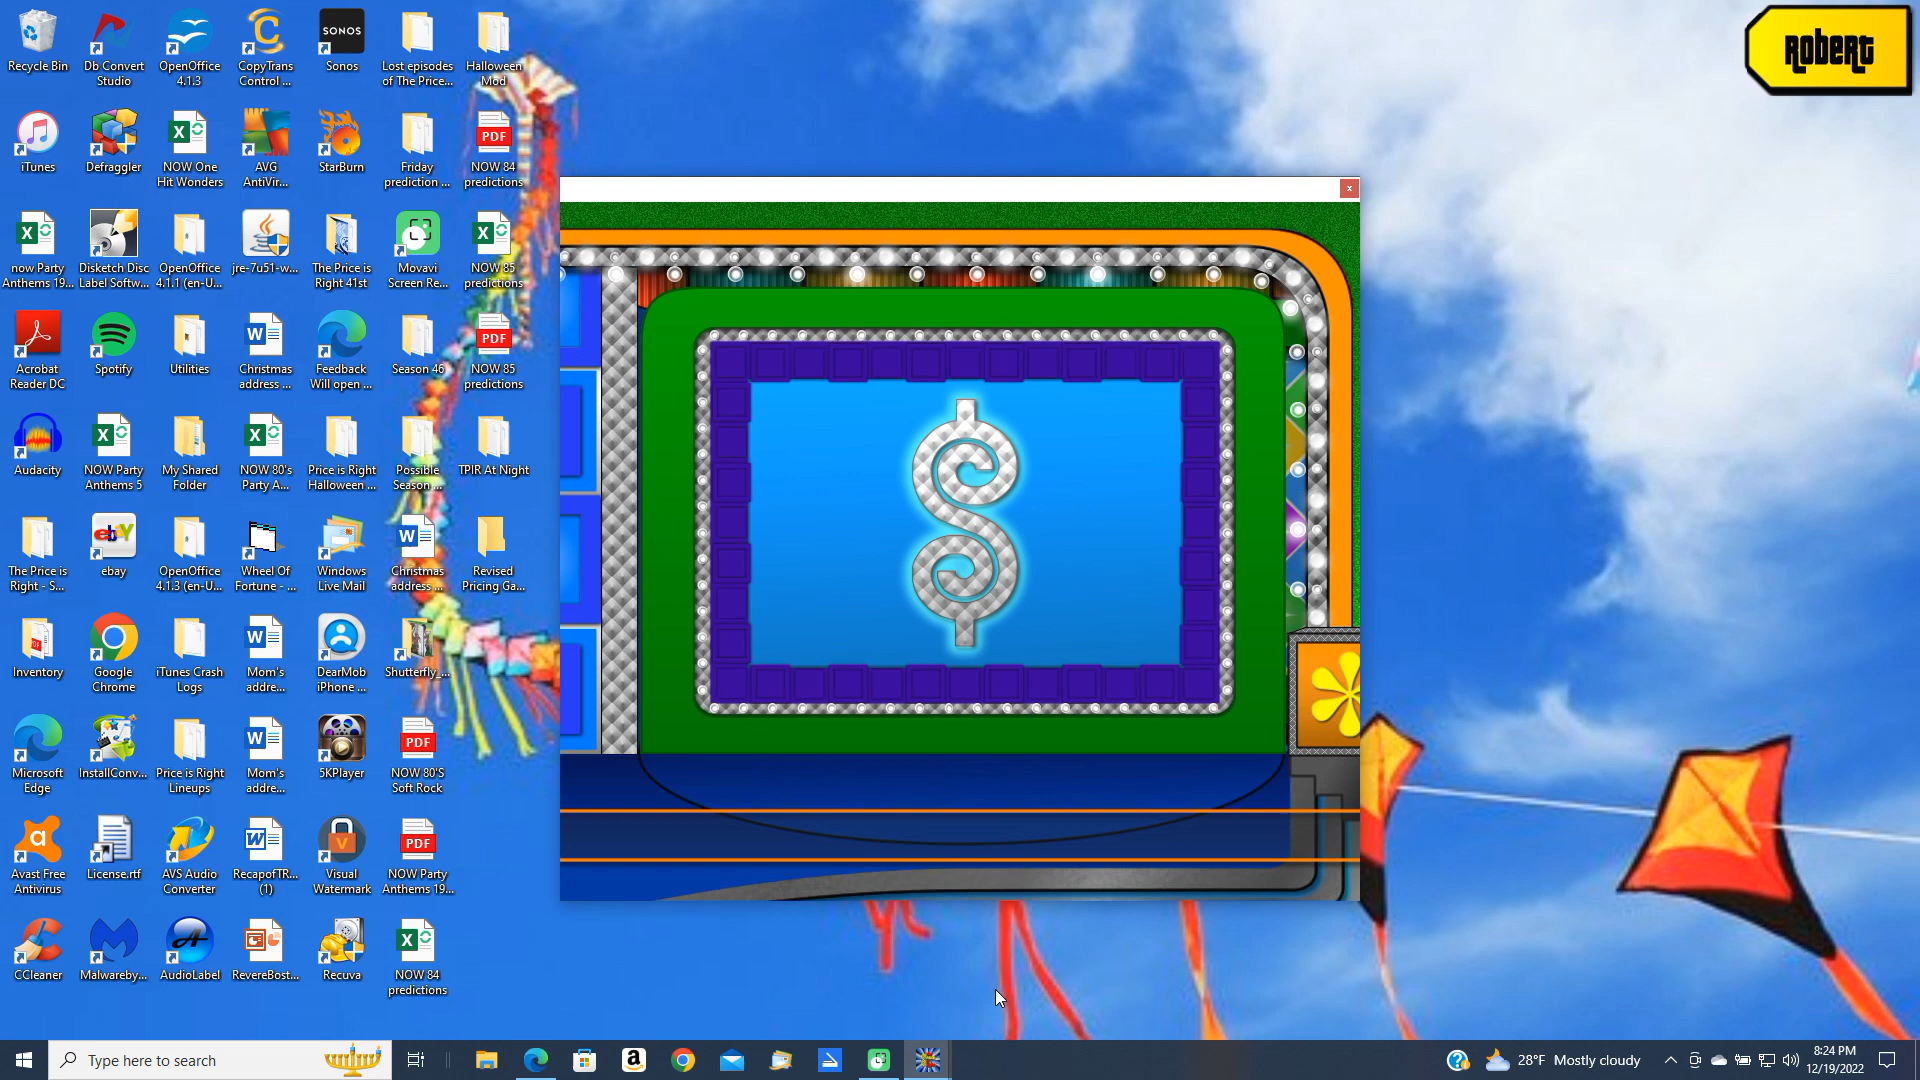 Recycle Bin
Db Convert
Studio
OpenOffice
4.1.3
CopyTrans
Control ...
SONOS
Sonos
Lost episodes
of The Price...
Halloween
Mod
RobERT
iTunes
Defraggler
NOW One
Hit Wonders
AVG
AntiVir...
StarBurn
Friday
prediction ...
PDF
NOW 84
predictions
now Party
Anthems 19...
Disketch Disc
Label Softw...
OpenOffice
4.1.1 (en-U...
jre-7u51-w...
The Price is
Right 41st
Movavi
Screen Re...
NOW 85
predictions
Acrobat
Reader DC
Spotify
Utilities
Christmas
address ...
Feedback
Will open ...
Season 46
PDF
NOW 85
predictions
Audacity
NOW Party
Anthems 5
My Shared
Folder
NOW 80's
Party A...
Price is Right
Halloween ...
Possible
Season ...
TPIR At Night
The Price is
Right - S...
ebay
ebay
OpenOffice
4.1.3 (en-U...
Wheel Of
Fortune - ...
Windows
Live Mail
Christmas
address ...
Revised
Pricing Ga...
Inventory
Google
Chrome
iTunes Crash
Logs
Mom's
addre...
DearMob
iPhone ...
Shutterfly_...
Microsoft
Edge
InstallConv...
Price is Right
Lineups
Mom's
addre...
5KPlayer
PDF
NOW 80'S
Soft Rock
Avast Free
Antivirus
License.rtf
AVS Audio
Converter
RecapofTR...
(1)
Visual
Watermark
PDF
NOW Party
Anthems 19...
CCleaner
Malwareby...
AudioLabel
RevereBost...
Recuva
NOW 84
predictions
Type here to search
28°F Mostly cloudy
8:24 PM
12/19/2022